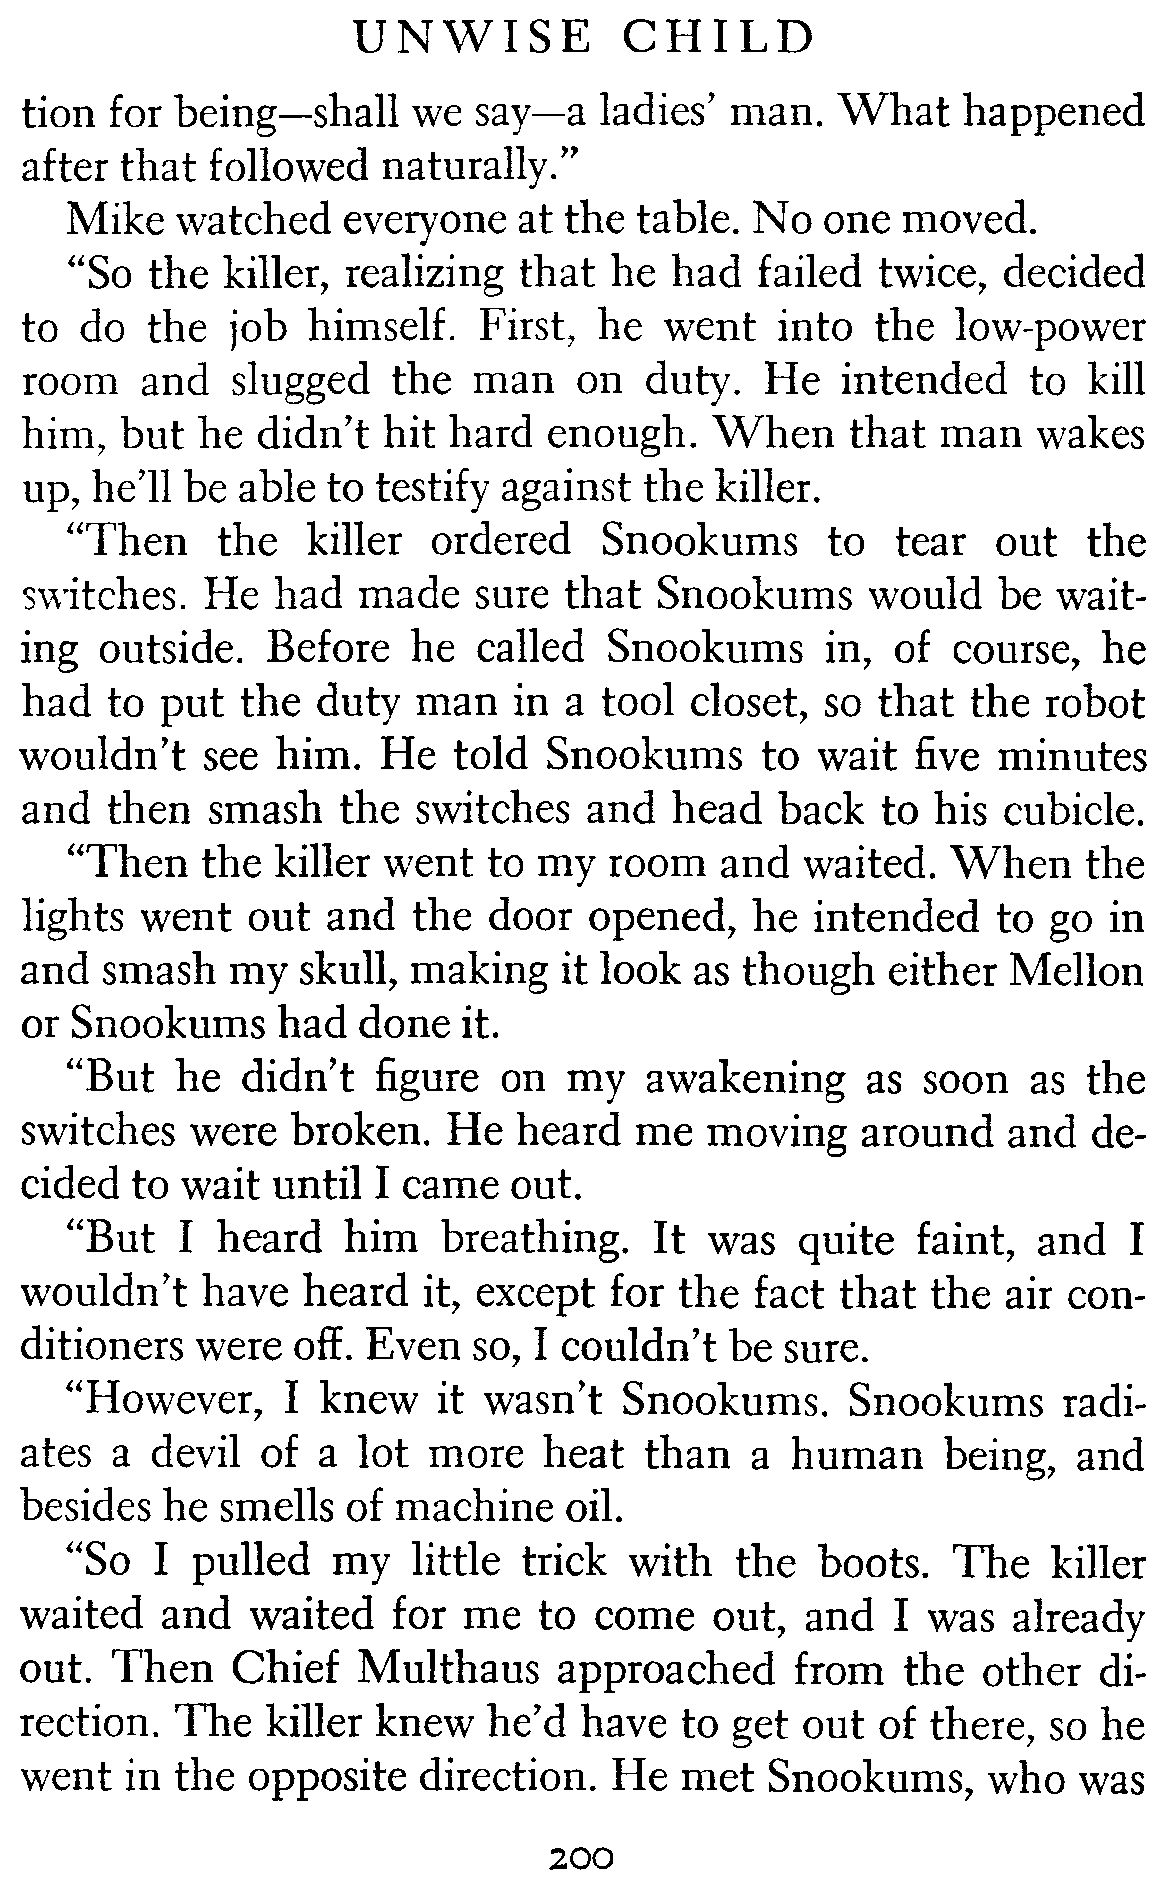 UNWISE CHILD
tion for being—shall we say—a ladies’ man. What happened
after that followed naturally.”
Mike watched everyone at the table. No one moved.
“So the killer, realizing that he had failed twice, decided
to do the job himself. First, he went into the low-power
room and slugged the man on duty. He intended to kill
him, but he didn’t hit hard enough. When that man wakes
up, he’ll be able to testify against the killer.
“Then the killer ordered Snookums to tear out the
switches. He had made sure that Snookums would be wait-
ing outside. Before he called Snookums in, of course, he
had to put the duty man in a tool closet, so that the robot
wouldn’t see him. He told Snookums to wait five minutes
and then smash the switches and head back to his cubicle.
“Then the killer went to my room and waited. When the
lights went out and the door opened, he intended to go in
and smash my skull, making it look as though either Mellon
or Snookums had done it.
“But he didn’t figure on my awakening as soon as the
switches were broken. He heard me moving around and de-
cided to wait until I came out.
“But I heard him breathing. It was quite faint, and I
wouldn’t have heard it, except for the fact that the air con-
ditioners were off. Even so, I couldn’t be sure.
“However, I knew it wasn’t Snookums. Snookums radi-
ates a devil of a lot more heat than a human being, and
besides he smells of machine oil.
“So I pulled my little trick with the boots. The killer
waited and waited for me to come out, and I was already
out. Then Chief Multhaus approached from the other di-
rection. The killer knew he’d have to get out of there, so he
went in the opposite direction. He met Snookums, who was
200